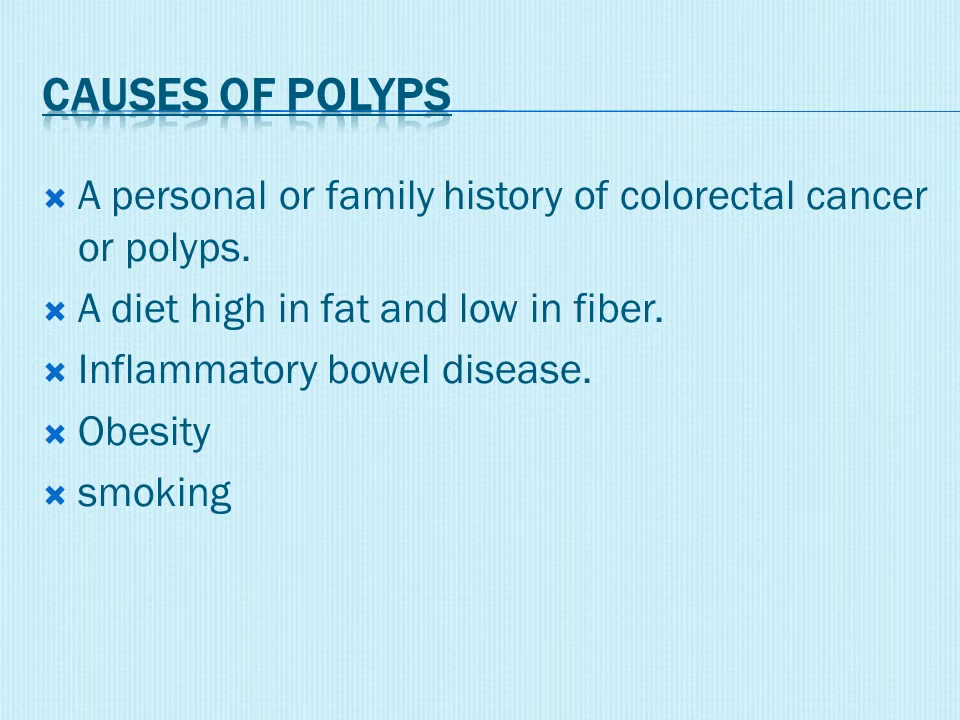 CAUSES OF POLYPS
A personal or family history of colorectal cancer
or polyps.
A diet high in fat and low in fiber.
Inflammatory bowel disease.
Obesity
smoking